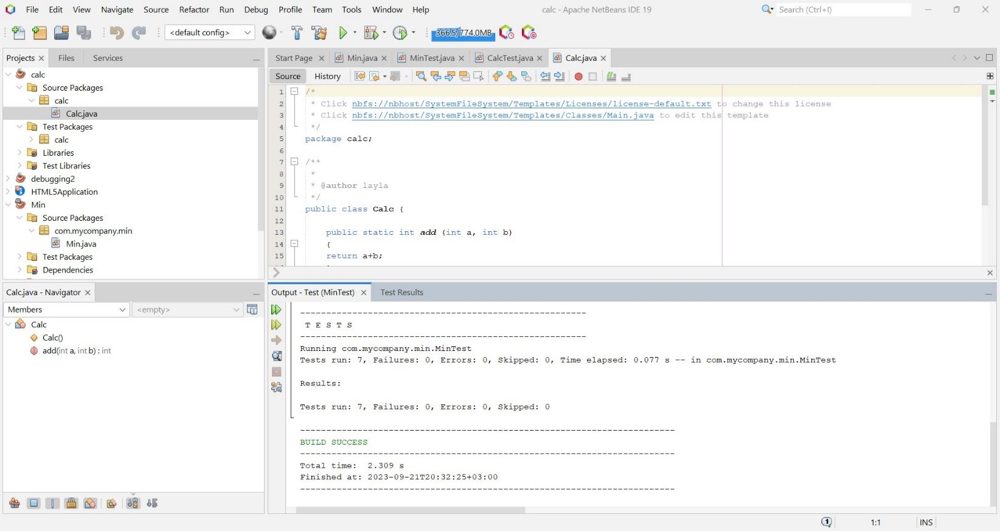 File Edit View Navigate Source Refactor Run Debug Profile Team Tools Window Help
calc - Apache NetBeans IDE 19
Search (Ctrl+I)
<default config>
366.5/774.0MB
Projects Files Services
calc
Source Packages
calc
Calc.java
Test Packages
calc
Libraries
Test Libraries
debugging2
HTML5Application
Min
Source Packages
com.mycompany.min
Min.java
Test Packages
Dependencies
Start Page Min.java MinTest.java CalcTest.java Calc.java
Source History
1 /*
2 * Click nbfs://nbhost/SystemFileSystem/Templates/Licenses/license-default.txt to change this license
3 * Click nbfs://nbhost/SystemFileSystem/Templates/Classes/Main.java to edit this template
4 */
5 package calc;
6
7 /**
8 *
9 * @author layla
10 */
11 public class Calc {
12
13 public static int add (int a, int b)
14 {
15 return a+b;
Calc.java - Navigator
Members <empty>
Calc
Calc()
add(int a, int b) : int
Output - Test (MinTest) Test Results
-------------------------------------------------------
T E S T S
-------------------------------------------------------
Running com.mycompany.min.MinTest
Tests run: 7, Failures: 0, Errors: 0, Skipped: 0, Time elapsed: 0.077 s -- in com.mycompany.min.MinTest
Results:
Tests run: 7, Failures: 0, Errors: 0, Skipped: 0
------------------------------------------------------------------------
BUILD SUCCESS
------------------------------------------------------------------------
Total time: 2.309 s
Finished at: 2023-09-21T20:32:25+03:00
------------------------------------------------------------------------
1
1:1
INS